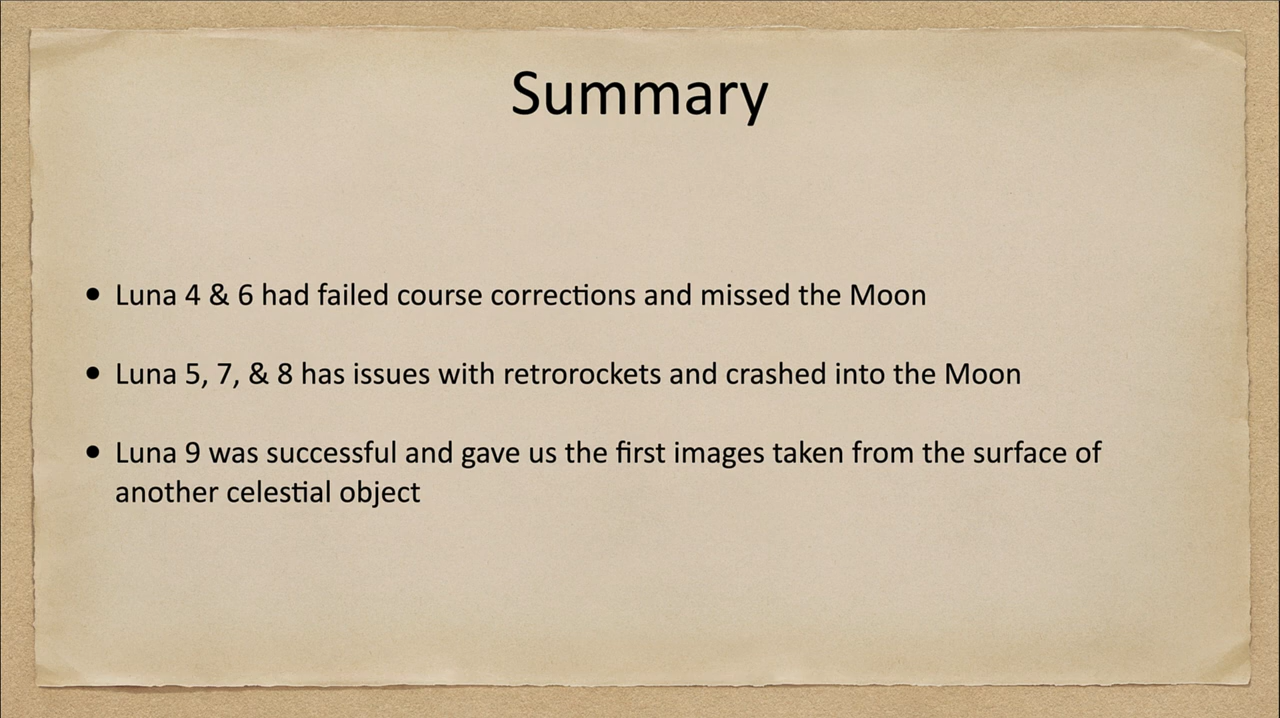 Summary
• Luna 4 & 6 had failed course corrections and missed the Moon
• Luna 5, 7, & 8 has issues with retrorockets and crashed into the Moon
• Luna 9 was successful and gave us the first images taken from the surface of
another celestial object